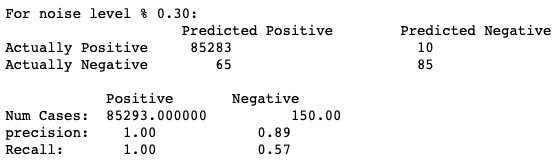 For noise level % 0.30:
Predicted Positive Predicted Negative
Actually Positive 85283 10
Actually Negative 65 85
Positive Negative
Num Cases: 85293.000000 150.00
precision: 1.00 0.89
Recall: 1.00 0.57